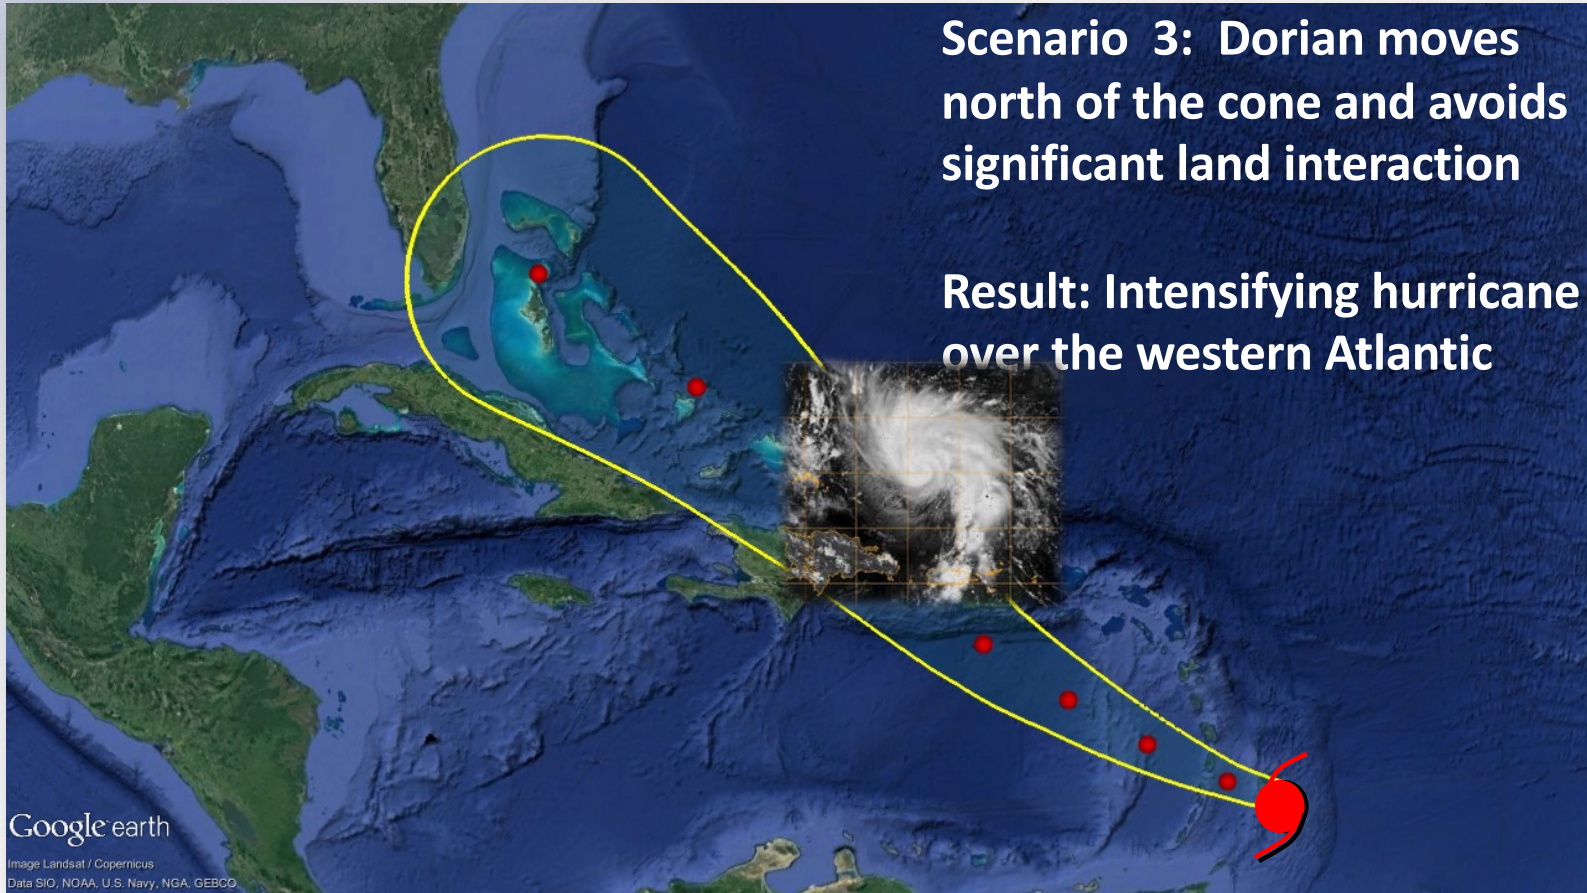 Scenario 3: Dorian moves
north of the cone and avoids
significant land interaction
Result: Intensifying hurricane
over the western Atlantic
Google earth
Image Landsat / Copernicus
Data SIO, NOAA, U.S. Navy, NGA, GEBCO